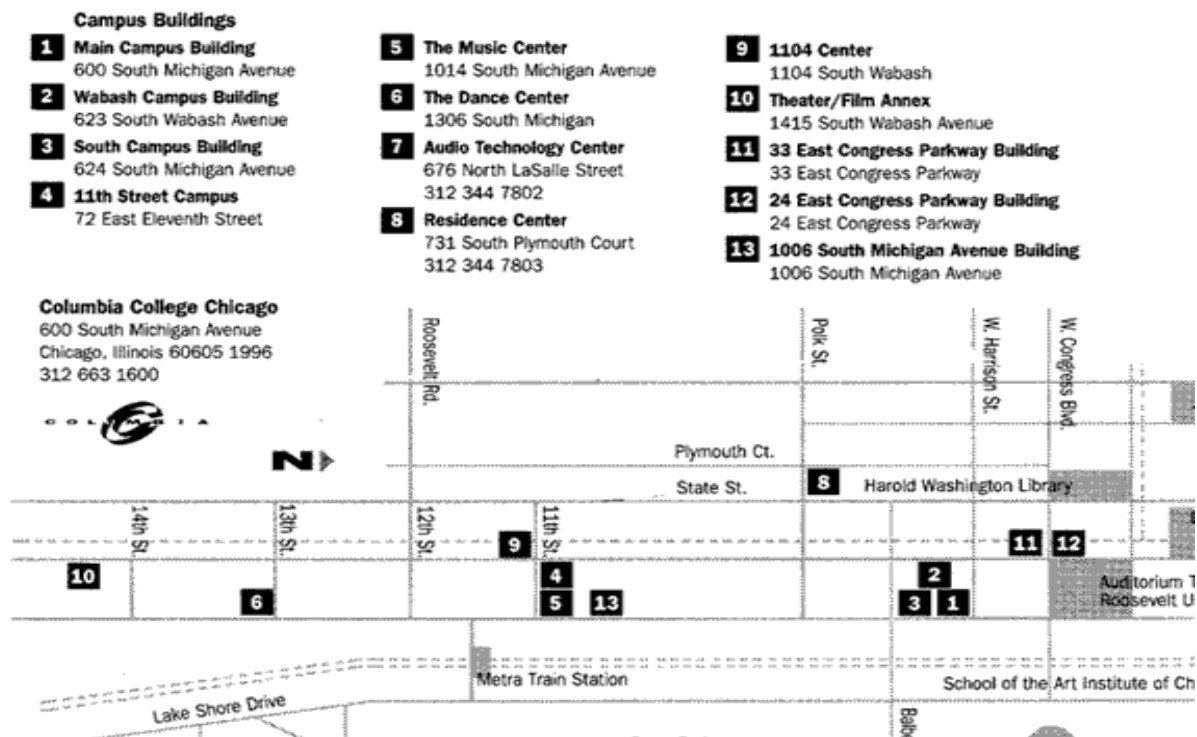 Campus Buildings
1 Main Campus Building
600 South Michigan Avenue
2 Wabash Campus Building
623 South Wabash Avenue
3 South Campus Building
624 South Michigan Avenue
4 11th Street Campus
72 East Eleventh Street
5 The Music Center
1014 South Michigan Avenue
6 The Dance Center
1306 South Michigan
7 Audio Technology Center
676 North LaSalle Street
312 344 7802
8 Residence Center
731 South Plymouth Court
312 344 7803
9 1104 Center
1104 South Wabash
10 Theater/Film Annex
1415 South Wabash Avenue
11 33 East Congress Parkway Building
33 East Congress Parkway
12 24 East Congress Parkway Building
24 East Congress Parkway
13 1006 South Michigan Avenue Building
1006 South Michigan Avenue
Columbia College Chicago
600 South Michigan Avenue
Chicago, Illinois 60605 1996
312 663 1600
COLUMBIA
N
Roosevelt Rd.
Polk St.
W. Harrison St.
W. Congress Blvd.
Plymouth Ct.
State St.
8
Harold Washington Library
14th St.
13th St.
12th St.
11th St.
9
11
12
10
6
4
5
13
2
3
1
Auditorium T
Roosevelt U
Metra Train Station
School of the Art Institute of Ch
Lake Shore Drive
Balb